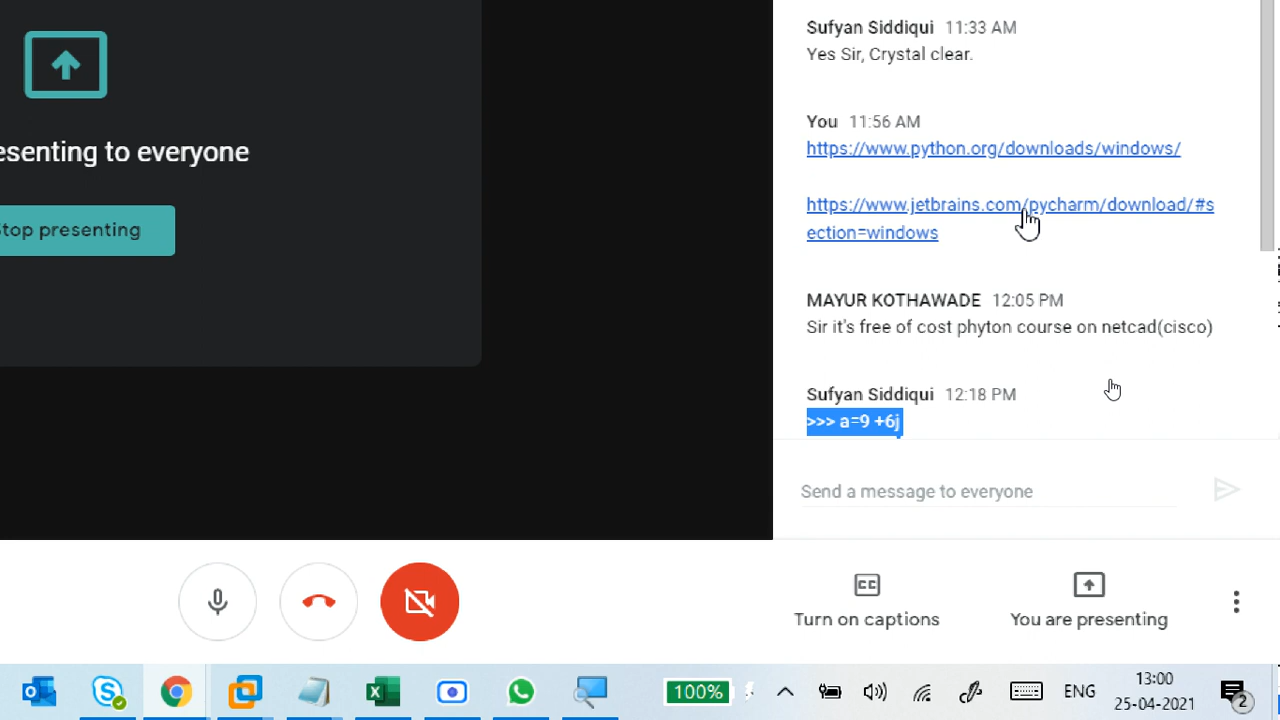 Sufyan Siddiqui 11:33 AM
Yes Sir, Crystal clear.
You 11:56 AM
https://www.python.org/downloads/windows/
https://www.jetbrains.com/pycharm/download/#s
ection=windows
MAYUR KOTHAWADE 12:05 PM
Sir it's free of cost phyton course on netcad(cisco)
Sufyan Siddiqui 12:18 PM
>>> a=9 +6j
Send a message to everyone
esenting to everyone
Stop presenting
CC
Turn on captions
You are presenting
100%
ENG
13:00
25-04-2021
2